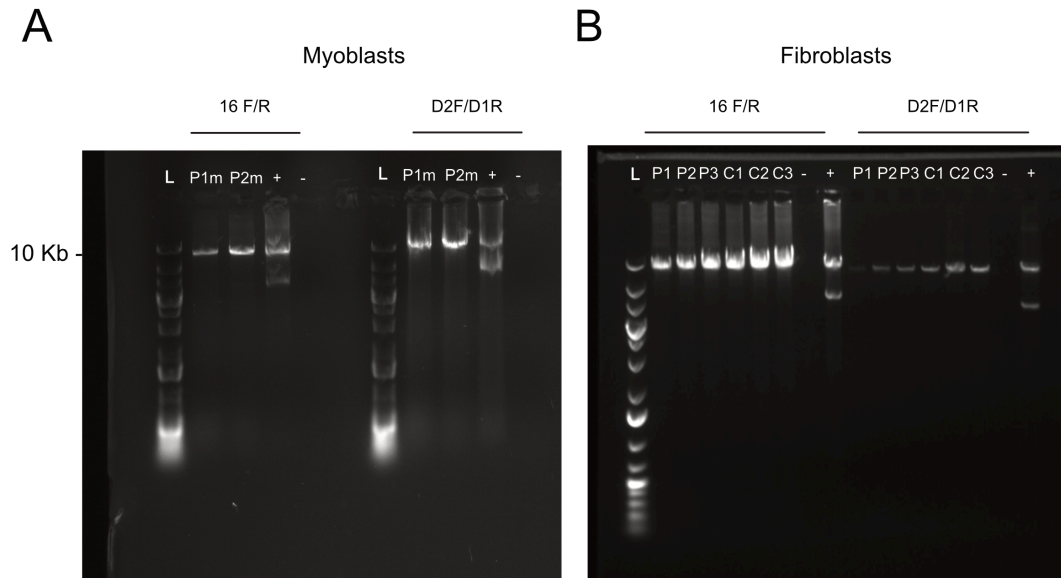 A
Myoblasts
16 F/R
D2F/D1R
L P1m P2m + - L P1m P2m + -
10 Kb
B
Fibroblasts
16 F/R
D2F/D1R
L P1 P2 P3 C1 C2 C3 - + P1 P2 P3 C1 C2 C3 - +